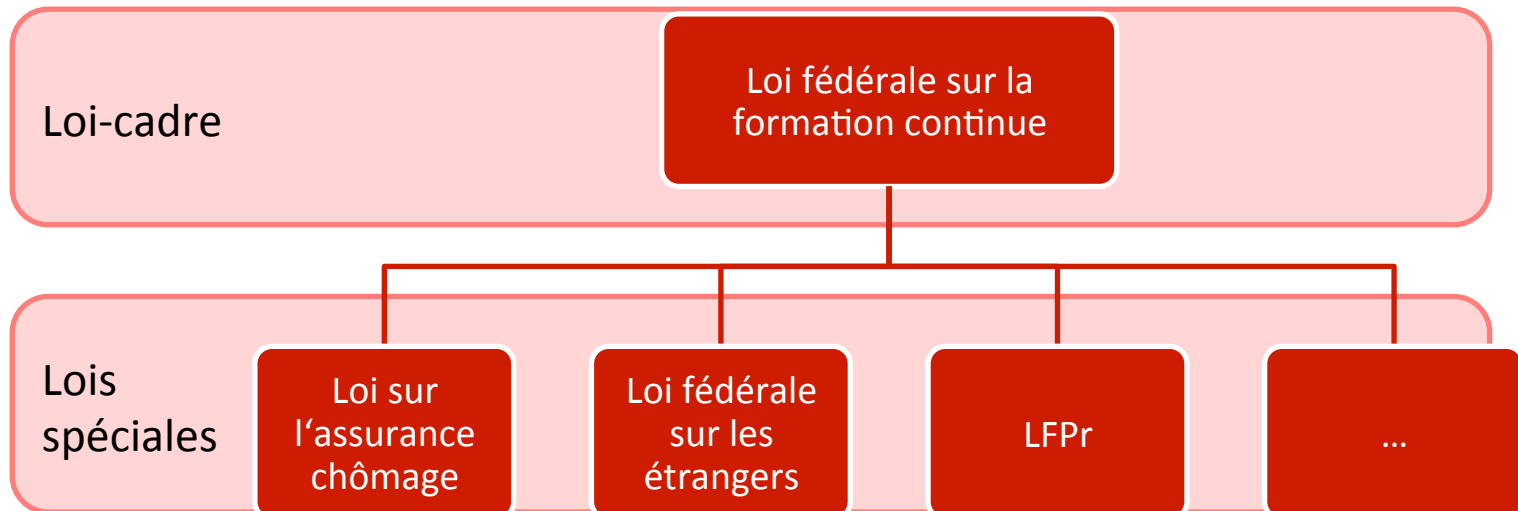 Loi-cadre
Loi fédérale sur la
formation continue
Lois
spéciales
Loi sur
l‘assurance
chômage
Loi fédérale
sur les
étrangers
LFPr
...